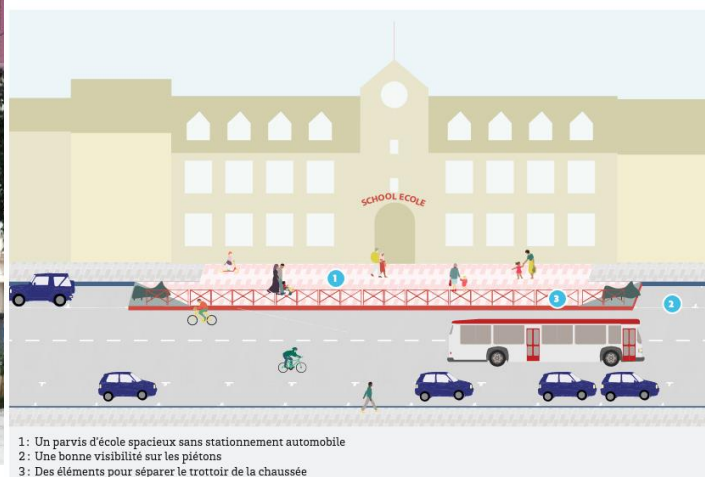 SCHOOL ECOLE
1
3
2
1 : Un parvis d'école spacieux sans stationnement automobile
2 : Une bonne visibilité sur les piétons
3 : Des éléments pour séparer le trottoir de la chaussée